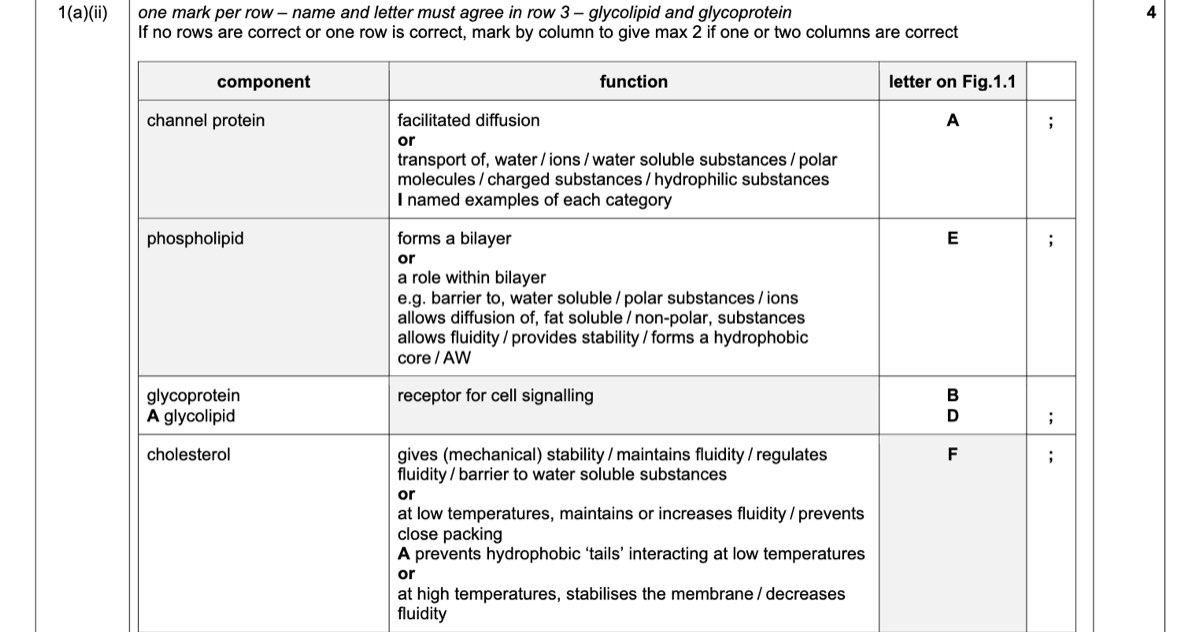 1(a)(ii) one mark per row – name and letter must agree in row 3 – glycolipid and glycoprotein 4
If no rows are correct or one row is correct, mark by column to give max 2 if one or two columns are correct
component function letter on Fig.1.1
channel protein facilitated diffusion A ;
or
transport of, water / ions / water soluble substances / polar
molecules / charged substances / hydrophilic substances
I named examples of each category
phospholipid forms a bilayer E ;
or
a role within bilayer
e.g. barrier to, water soluble / polar substances / ions
allows diffusion of, fat soluble / non-polar, substances
allows fluidity / provides stability / forms a hydrophobic
core / AW
glycoprotein receptor for cell signalling B
A glycolipid D ;
cholesterol gives (mechanical) stability / maintains fluidity / regulates F ;
fluidity / barrier to water soluble substances
or
at low temperatures, maintains or increases fluidity / prevents
close packing
A prevents hydrophobic ‘tails’ interacting at low temperatures
or
at high temperatures, stabilises the membrane / decreases
fluidity